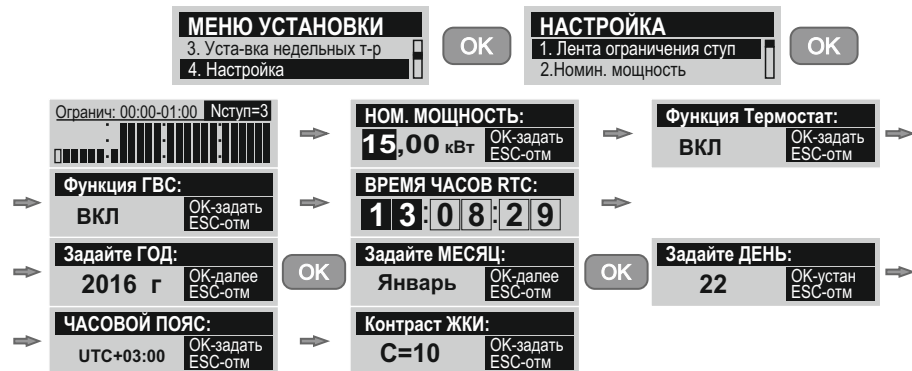 МЕНЮ УСТАНОВКИ
3. Уста-вка недельных т-р
4. Настройка
OK
НАСТРОЙКА
1. Лента ограничения ступ
2.Номин. мощность
OK
Огранич: 00:00-01:00 Nступ=3
НОМ. МОЩНОСТЬ:
15,00 кВт
OK-задать
ESC-отм
Функция Термостат:
ВКЛ
OK-задать
ESC-отм
Функция ГВС:
ВКЛ
OK-задать
ESC-отм
ВРЕМЯ ЧАСОВ RTC:
13:08:29
Задайте ГОД:
2016 г
OK-далее
ESC-отм
OK
Задайте МЕСЯЦ:
Январь
OK-далее
ESC-отм
OK
Задайте ДЕНЬ:
22
OK-устан
ESC-отм
ЧАСОВОЙ ПОЯС:
UTC+03:00
OK-задать
ESC-отм
Контраст ЖКИ:
C=10
OK-задать
ESC-отм